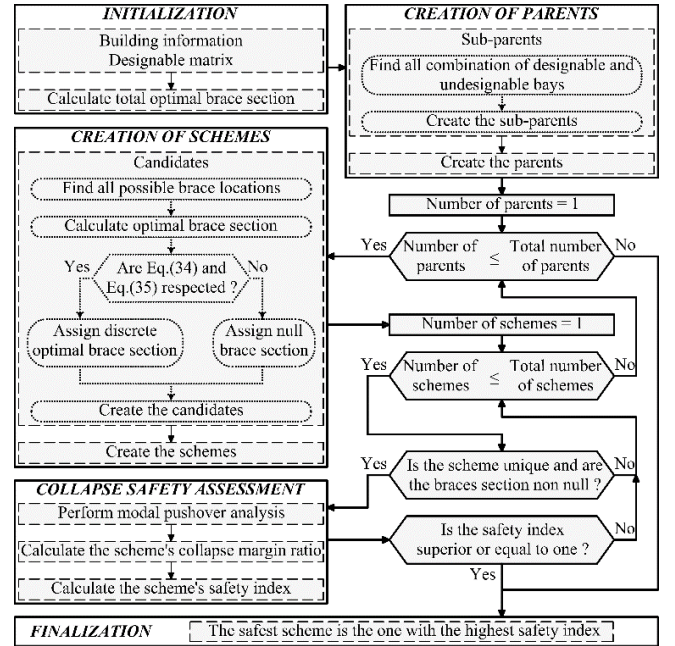 INITIALIZATION
Building information
Designable matrix
Calculate total optimal brace section
CREATION OF PARENTS
Sub-parents
Find all combination of designable and
undesignable bays
Create the sub-parents
Create the parents
Number of parents = 1
Yes
Number of parents ≤ Total number of parents
No
CREATION OF SCHEMES
Candidates
Find all possible brace locations
Calculate optimal brace section
Yes
Are Eq.(34) and
Eq.(35) respected ?
No
Assign discrete
optimal brace section
Assign null
brace section
Create the candidates
Create the schemes
Number of schemes = 1
Yes
Number of schemes ≤ Total number of schemes
No
Yes
Is the scheme unique and are
the braces section non null ?
No
COLLAPSE SAFETY ASSESSMENT
Perform modal pushover analysis
Calculate the scheme's collapse margin ratio
Calculate the scheme's safety index
Is the safety index
superior or equal to one ?
No
Yes
FINALIZATION
The safest scheme is the one with the highest safety index